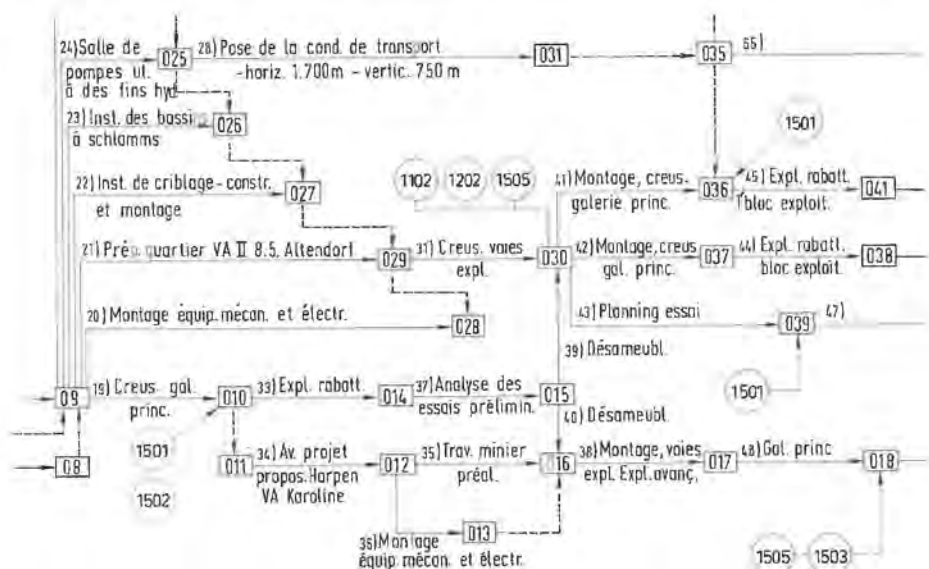 24) Salle de
pompes ut.
à des fins hyd.
025
28) Pose de la cond. de transport
-horiz. 1.700m - vertic. 750 m
031
035
55)
23) Inst. des bassins
à schlamms
026
1501
22) Inst. de criblage-constr.
et montage
027
1102
1202
1505
41) Montage, creus.
galerie princ.
036
45) Expl. rabatt.
1 bloc exploit.
041
21) Prép. quartier VA II 8.5. Altendorf
029
31) Creus. voies
expl.
030
42) Montage, creus
gal. princ.
037
44) Expl. rabatt.
bloc exploit.
038
20) Montage équip. mécan. et électr.
028
43) Planning essai
039
47)
39) Désameubl.
09
19) Creus. gal.
princ.
010
33) Expl. rabatt.
014
37) Analyse des
essais prélimin.
015
1501
40) Désameubl.
1501
08
011
34) Av. projet
propos. Harpen
VA Karoline
012
35) Trav. minier
préal.
016
38) Montage, voies
expl. Expl. avanç.
017
48) Gal. princ
018
1502
013
36) Montage
équip mécan. et électr.
1505
1503